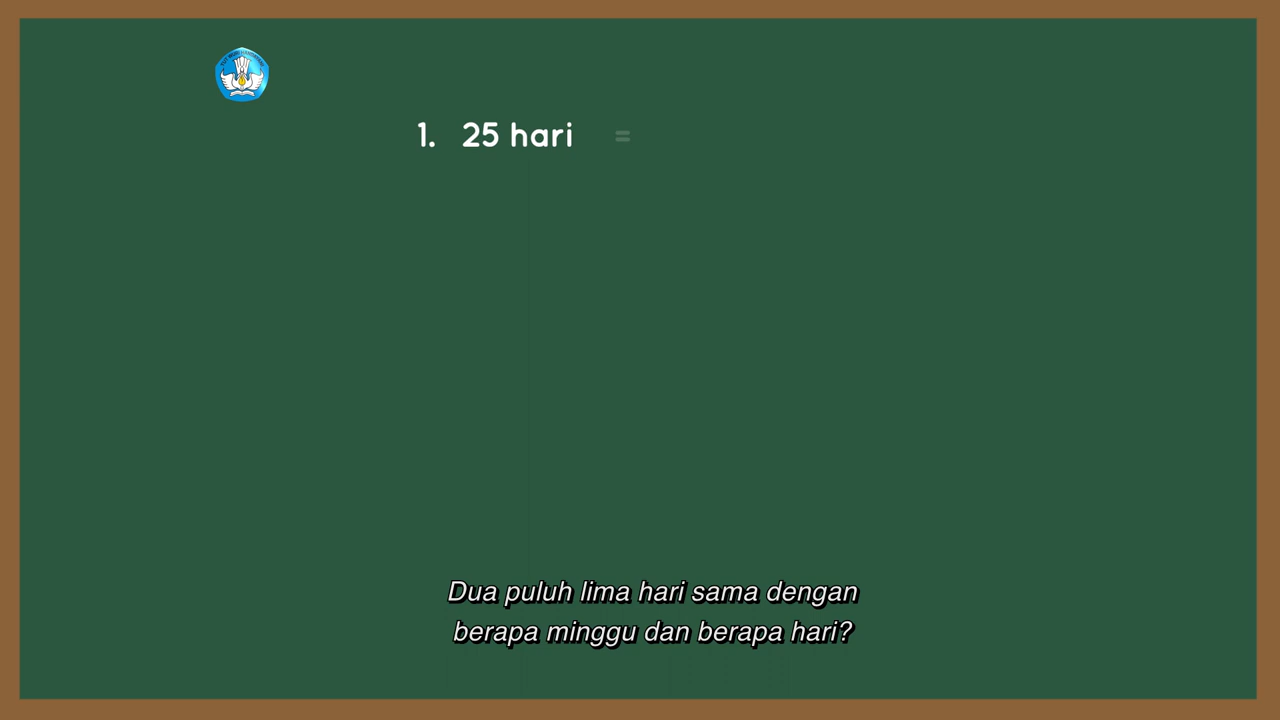 1. 25 hari =
Dua puluh lima hari sama dengan
berapa minggu dan berapa hari?